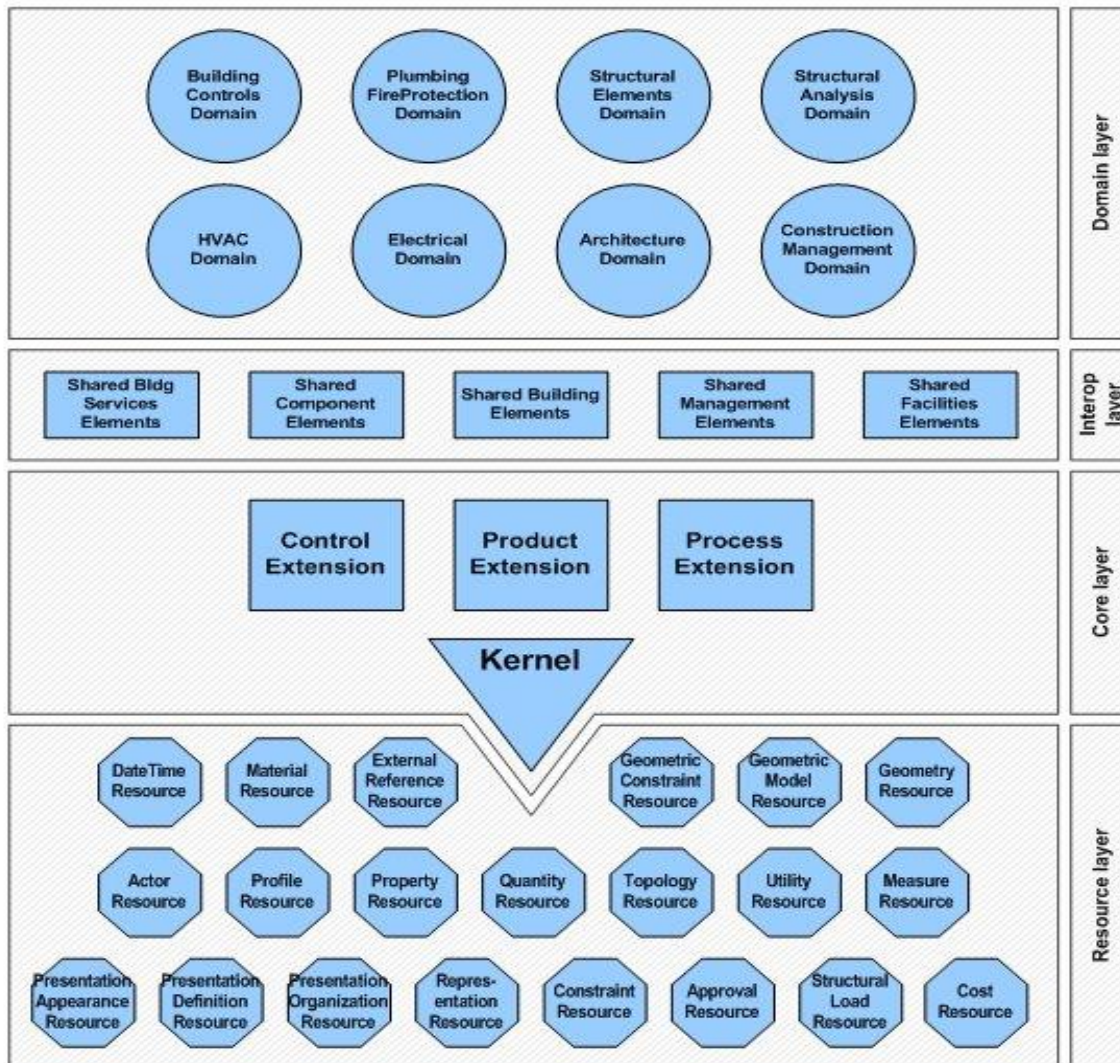 Building
Controls
Domain
Plumbing
FireProtection
Domain
Structural
Elements
Domain
Structural
Analysis
Domain
HVAC
Domain
Electrical
Domain
Architecture
Domain
Construction
Management
Domain
Domain layer
Shared Bldg
Services
Elements
Shared
Component
Elements
Shared Building
Elements
Shared
Management
Elements
Shared
Facilities
Elements
Interop
layer
Control
Extension
Product
Extension
Process
Extension
Kernel
Core layer
DateTime
Resource
Material
Resource
External
Reference
Resource
Geometric
Constraint
Resource
Geometric
Model
Resource
Geometry
Resource
Actor
Resource
Profile
Resource
Property
Resource
Quantity
Resource
Topology
Resource
Utility
Resource
Measure
Resource
Presentation
Appearance
Resource
Presentation
Definition
Resource
Presentation
Organization
Resource
Repres-
entation
Resource
Constraint
Resource
Approval
Resource
Structural
Load
Resource
Cost
Resource
Resource layer